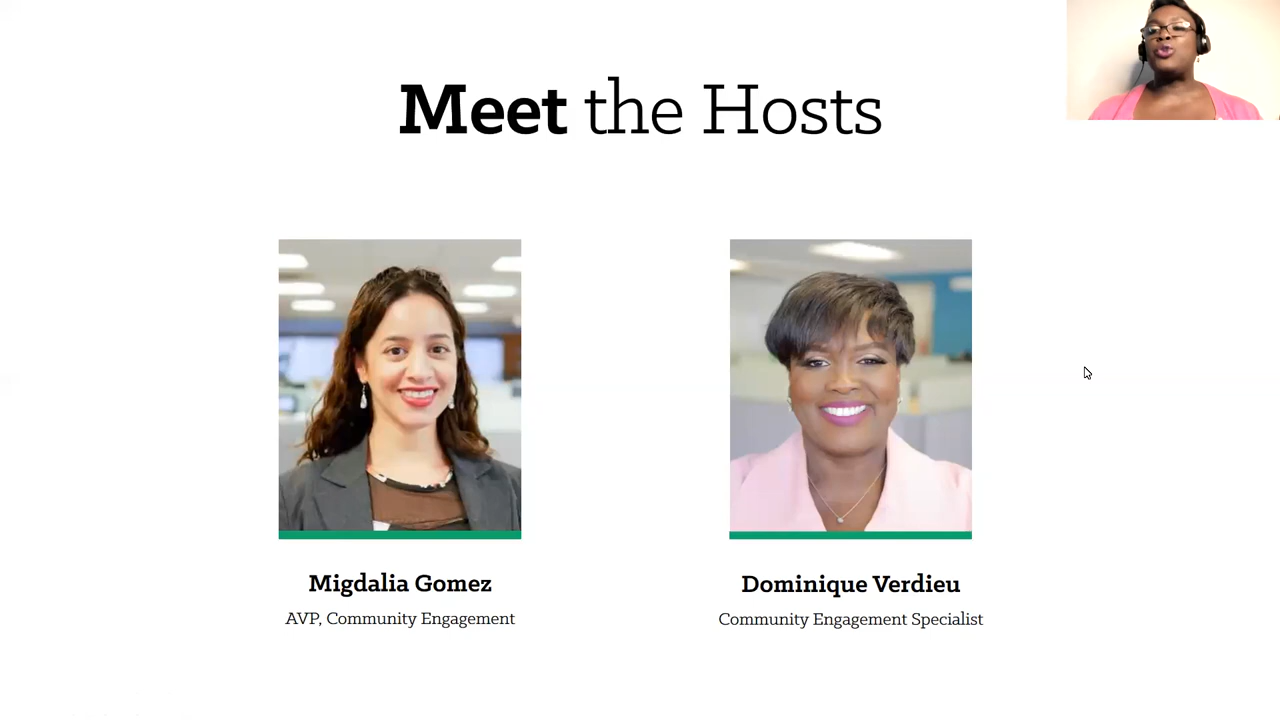 Meet the Hosts
Migdalia Gomez
AVP, Community Engagement
Dominique Verdieu
Community Engagement Specialist